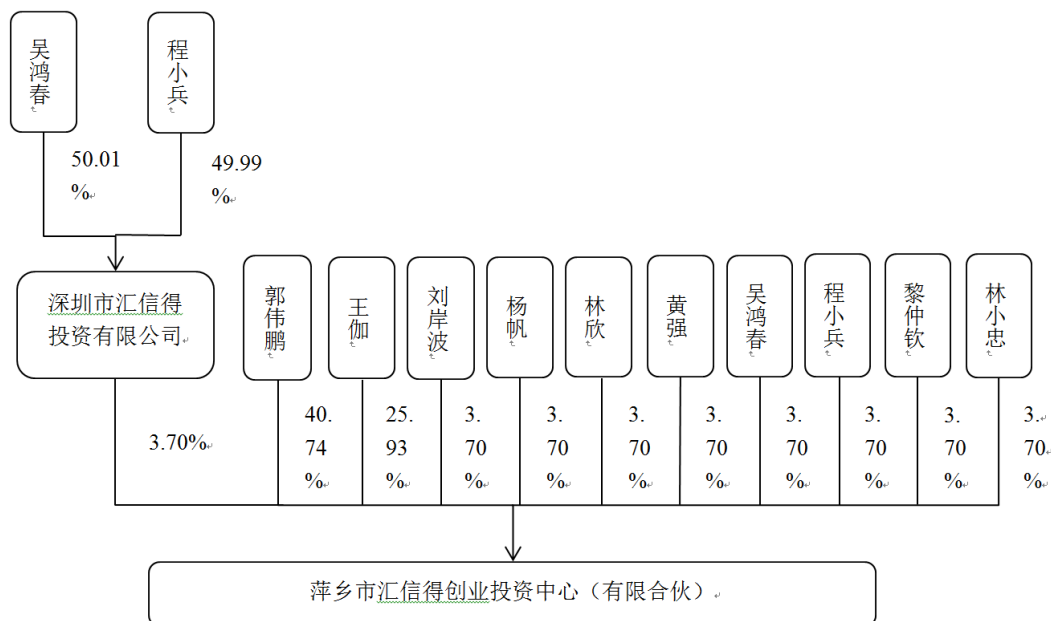 吴鸿春
程小兵
50.01
%
49.99
%
深圳市汇信得
投资有限公司
郭伟鹏
王伽
刘岸波
杨帆
林欣
黄强
吴鸿春
程小兵
黎仲钦
林小忠
3.70%
40.
74
%
25.
93
%
3.
70
%
3.
70
%
3.
70
%
3.
70
%
3.
70
%
3.
70
%
3.
70
%
3.
70
%
萍乡市汇信得创业投资中心（有限合伙）